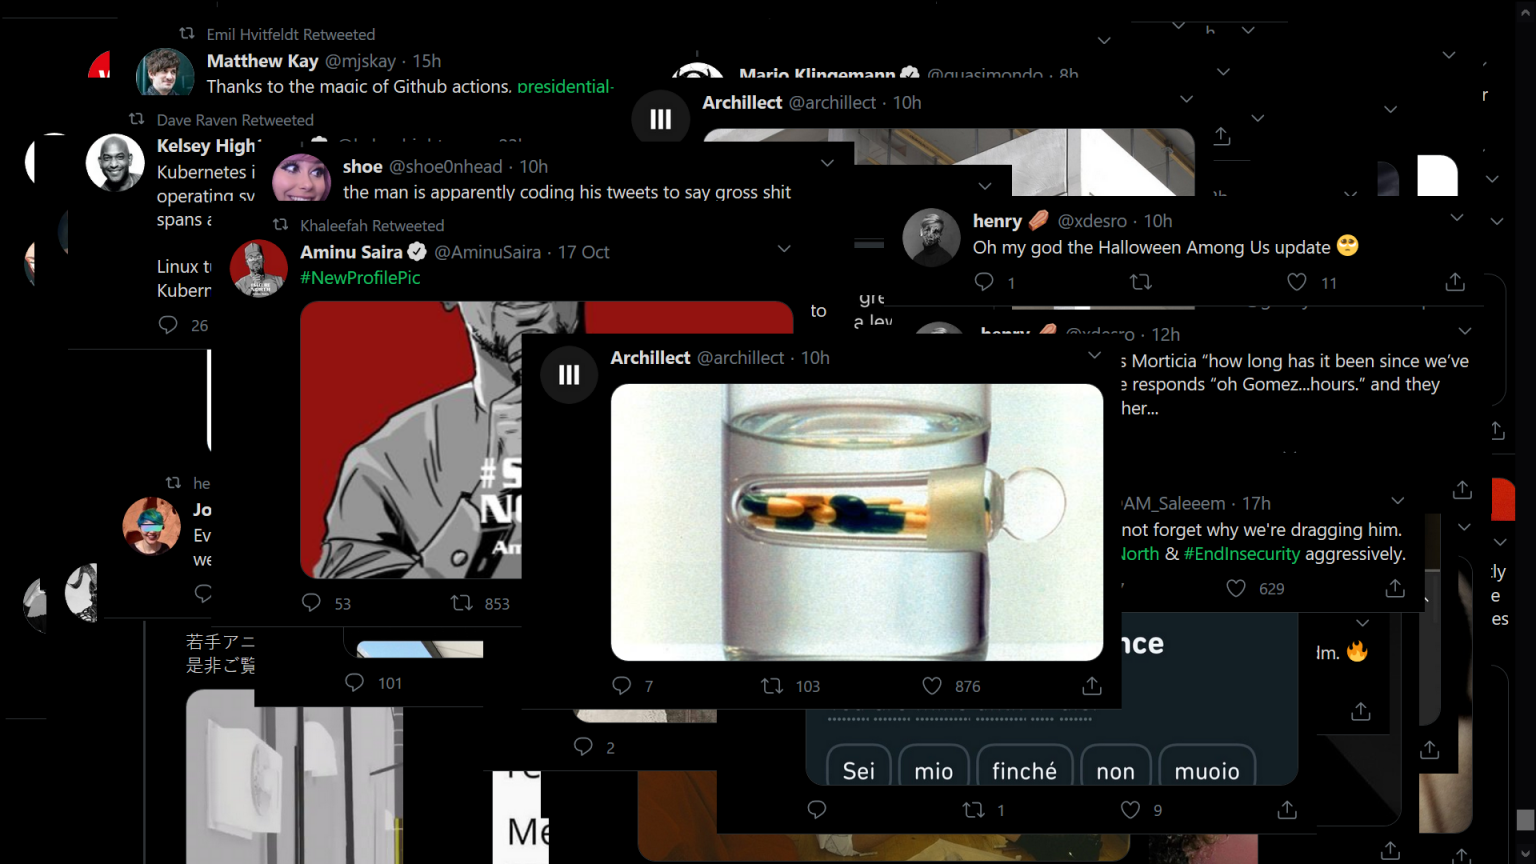 Emil Hvitfeldt Retweeted
Matthew Kay @mjskay · 15h
Thanks to the magic of Github actions. presidential-
Mario Klingemann @quasimondo · 8h
Archillect @archillect · 10h
Dave Raven Retweeted
Kelsey High
Kubernetes i
operating sy
spans a
Linux
Kubern
26
shoe @shoe0nhead · 10h
the man is apparently coding his tweets to say gross shit
Khaleefah Retweeted
Aminu Saira @AminuSaira · 17 Oct
#NewProfilePic
53 853
henry @xdesro · 10h
Oh my god the Halloween Among Us update 🥺
1 11
to
a
henry @xdesro · 12h
s Morticia “how long has it been since we’ve
e responds “oh Gomez...hours.” and they
her...
Archillect @archillect · 10h
7 103 876
he
Jo
Ev
we
AM_Saleeem · 17h
not forget why we're dragging him.
North & #EndInsecurity aggressively.
629
ly
e
es
若手アニ
是非ご覧
101
nce
dm. 🔥
2
Sei mio finché non muoio
1 9
Me